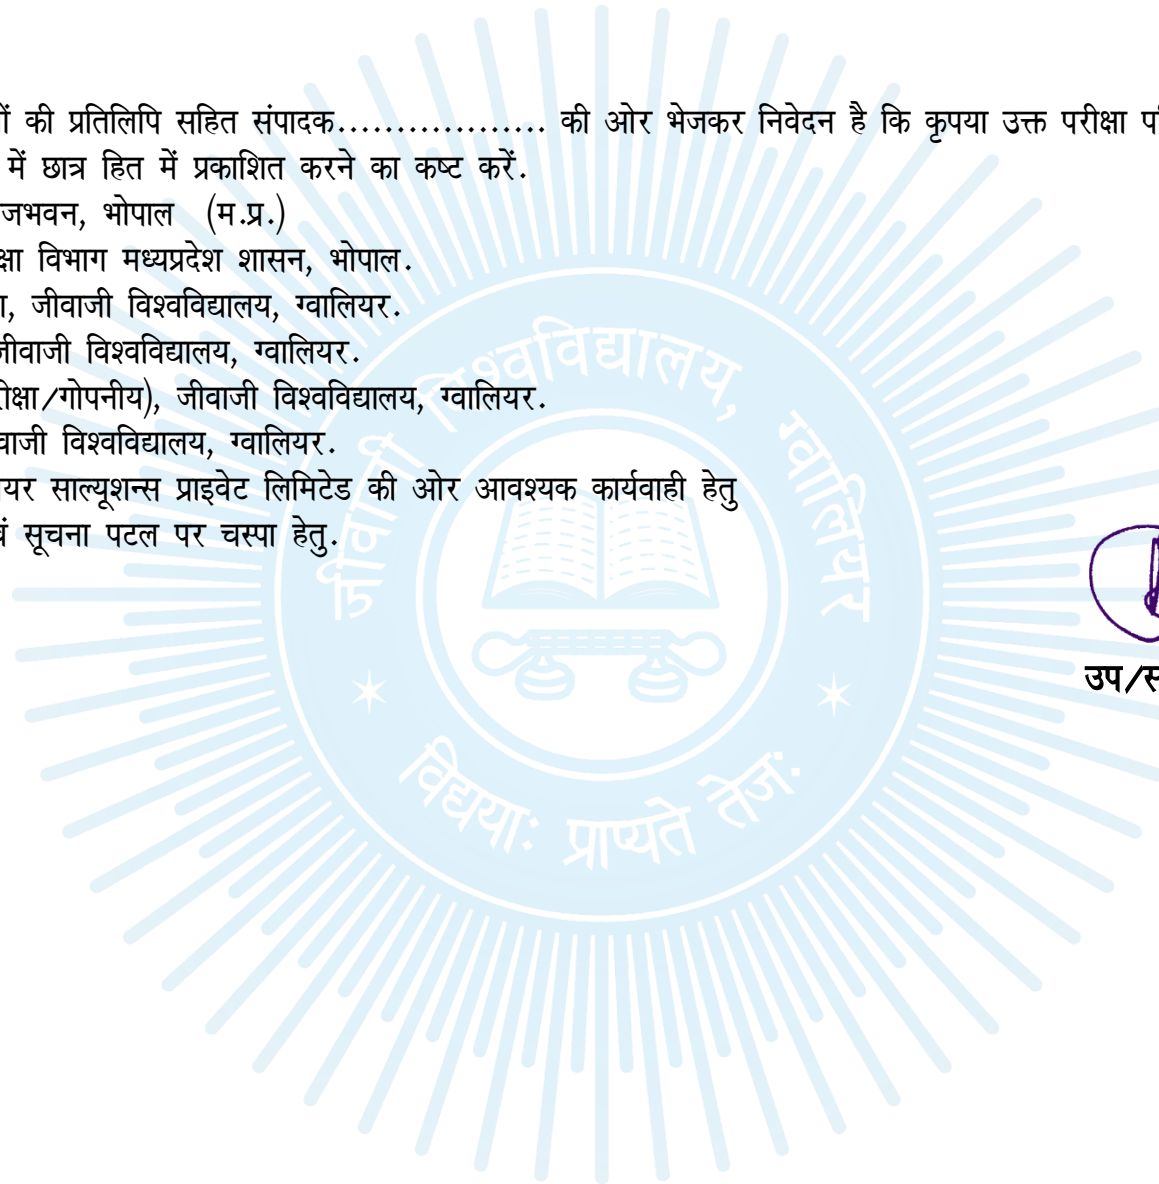 ों की प्रतिलिपि सहित संपादक.................. की ओर भेजकर निवेदन है कि कृपया उक्त परीक्षा
में छात्र हित में प्रकाशित करने का कष्ट करें.
जभवन, भोपाल (म.प्र.)
क्षा विभाग मध्यप्रदेश शासन, भोपाल.
जीवाजी विश्वविद्यालय, ग्वालियर.
जीवाजी विश्वविद्यालय, ग्वालियर.
रीक्षा/गोपनीय), जीवाजी विश्वविद्यालय, ग्वालियर.
वाजी विश्वविद्यालय, ग्वालियर.
यर साल्यूशन्स प्राइवेट लिमिटेड की ओर आवश्यक कार्यवाही हेतु
वं सूचना पटल पर चस्पा हेतु.
उप/स
जीवाजी विश्वविद्यालय, ग्वालियर
विद्यया: प्राप्यते तेज: